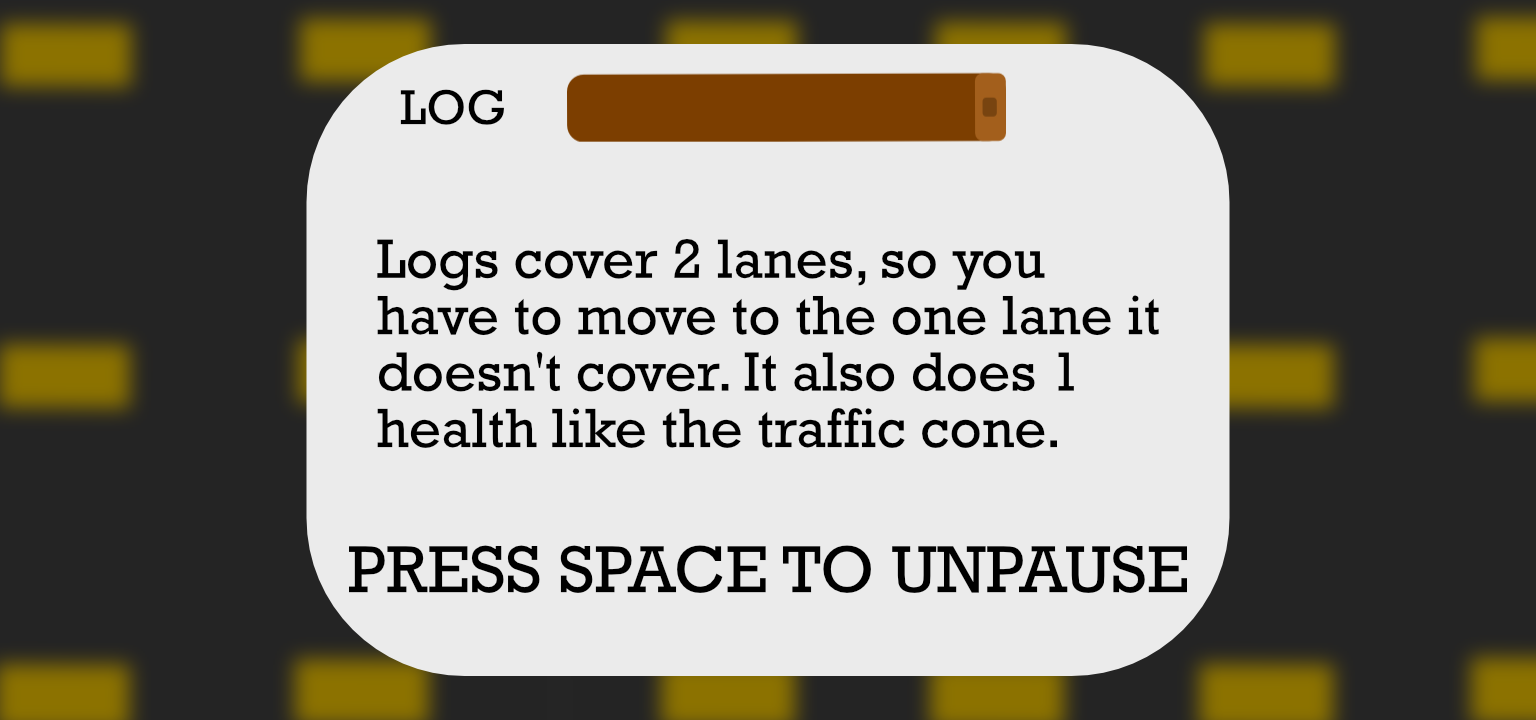 LOG
Logs cover 2 lanes, so you
have to move to the one lane it
doesn't cover. It also does 1
health like the traffic cone.
PRESS SPACE TO UNPAUSE